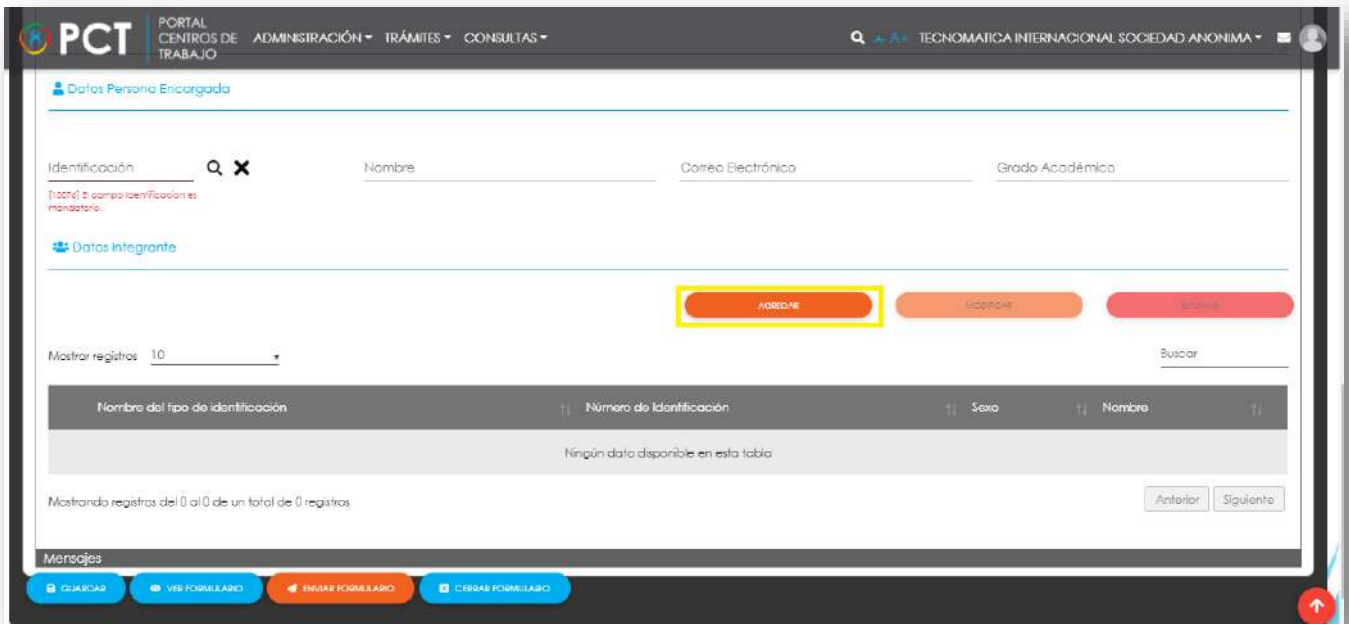 PCT
PORTAL
CENTROS DE
TRABAJO
ADMINISTRACIÓN TRÁMITES CONSULTAS
A- A+ TECNOMATICA INTERNACIONAL SOCIEDAD ANONIMA
Datos Persona Encargada
Identificación Nombre Correo Electrónico Grado Académico
El campo Identificación es
mandatorio.
Datos Integrante
AGREGAR MODIFICAR
Mostrar registros 10 Buscar
Nombre del tipo de identificación Número de Identificación Sexo Nombre
Ningún dato disponible en esta tabla
Mostrando registros del 0 al 0 de un total de 0 registros Anterior Siguiente
Mensajes
GUARDAR VER FORMULARIO ENVIAR FORMULARIO CERRAR FORMULARIO